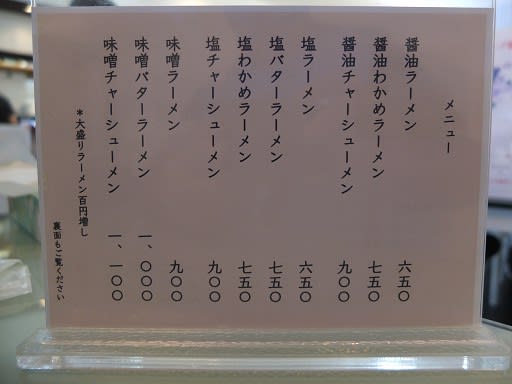 メニュー
醤油ラーメン 六五〇
醤油わかめラーメン 七五〇
醤油チャーシューメン 九〇〇
塩ラーメン 六五〇
塩バターラーメン 七五〇
塩わかめラーメン 七五〇
塩チャーシューメン 九〇〇
味噌ラーメン 九〇〇
味噌バターラーメン 一、〇〇〇
味噌チャーシューメン 一、一〇〇
*大盛りラーメン百円増し
裏面もご覧ください